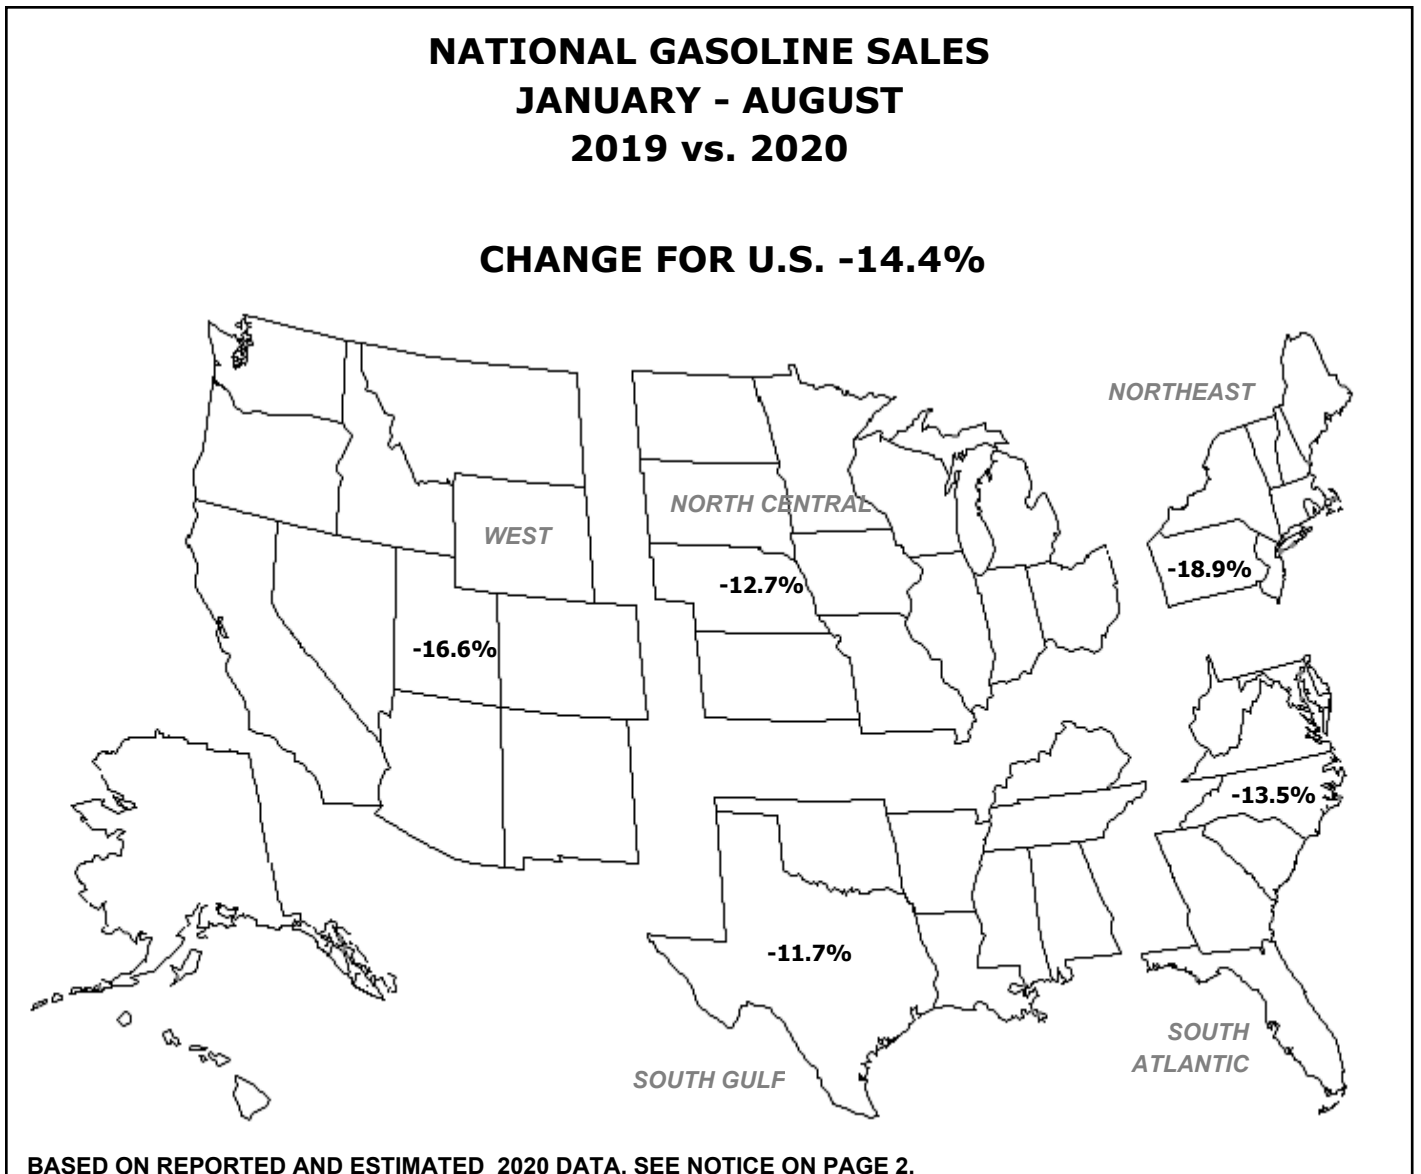 NATIONAL GASOLINE SALES
JANUARY - AUGUST
2019 vs. 2020
CHANGE FOR U.S. -14.4%
NORTHEAST
NORTH CENTRAL
WEST
-18.9%
-12.7%
-16.6%
-13.5%
-11.7%
SOUTH
ATLANTIC
SOUTH GULF
BASED ON REPORTED AND ESTIMATED 2020 DATA. SEE NOTICE ON PAGE 2.